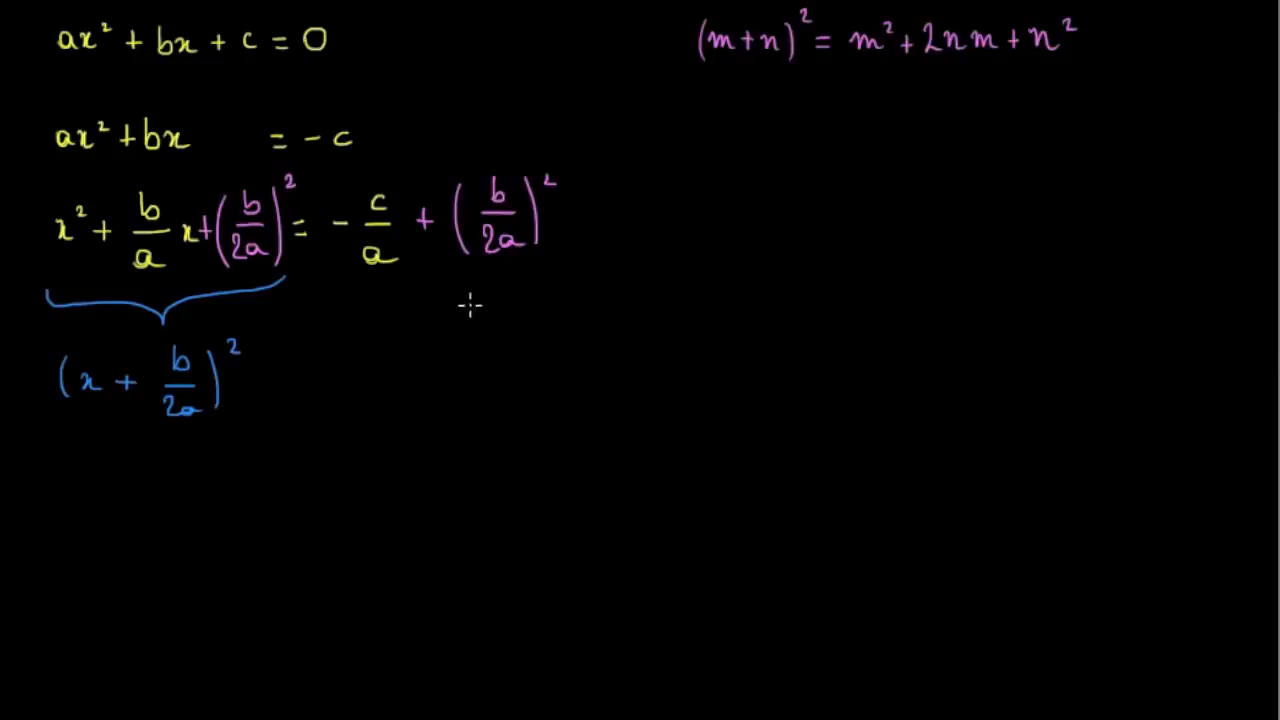 ax² + bx + c = 0
(m+n)² = m² + 2nm + n²
ax² + bx = - c
x² + b/a x + (b/2a)² = - c/a + (b/2a)²
(x + b/2a)²